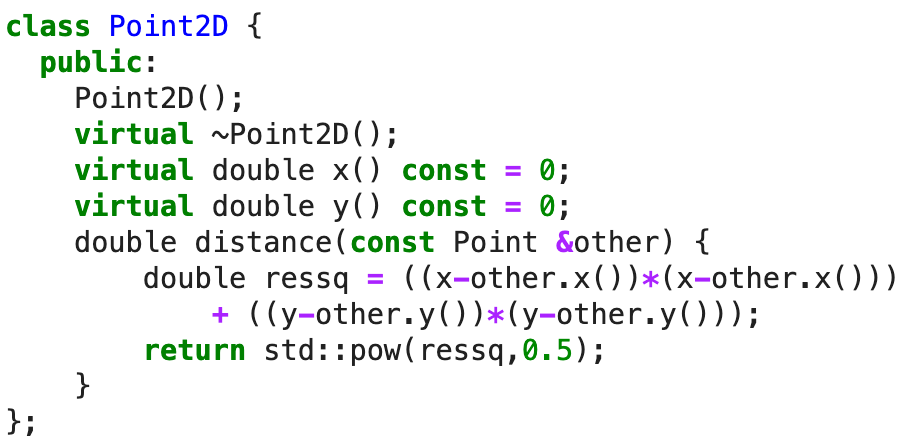 class Point2D {
  public:
    Point2D();
    virtual ~Point2D();
    virtual double x() const = 0;
    virtual double y() const = 0;
    double distance(const Point &other) {
        double ressq = ((x-other.x())*(x-other.x()))
            + ((y-other.y())*(y-other.y()));
        return std::pow(ressq,0.5);
    }
};